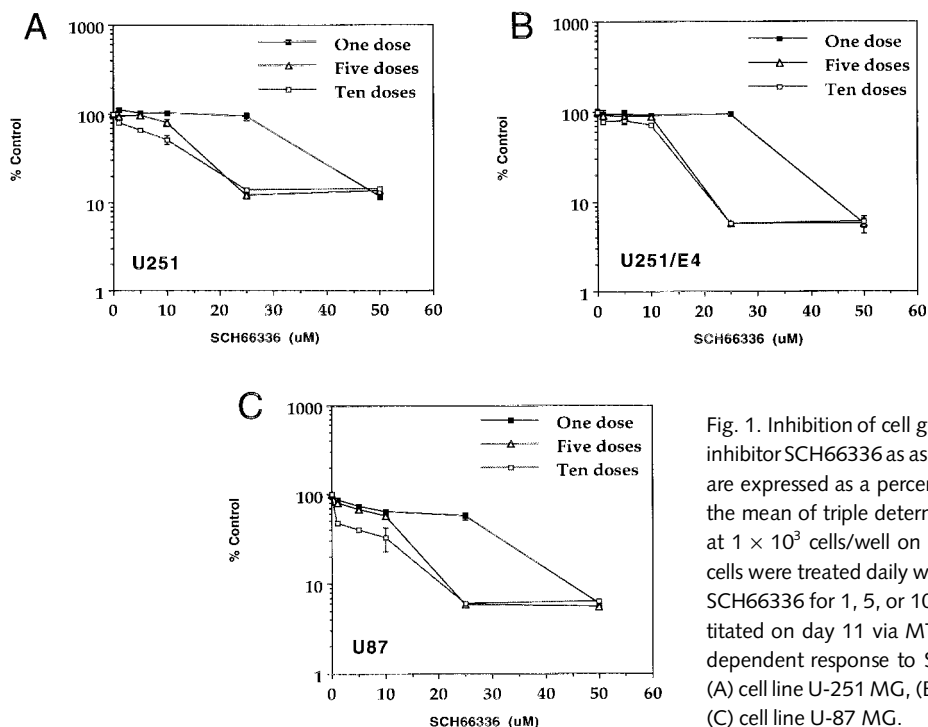 A
1000
100
10
1
% Control
One dose
Five doses
Ten doses
U251
0 10 20 30 40 50 60
SCH66336 (uM)
B
1000
100
10
1
% Control
One dose
Five doses
Ten doses
U251/E4
0 10 20 30 40 50 60
SCH66336 (uM)
C
1000
100
10
1
% Control
One dose
Five doses
Ten doses
U87
0 10 20 30 40 50 60
SCH66336 (uM)
Fig. 1. Inhibition of cell g
inhibitor SCH66336 as as
are expressed as a percen
the mean of triple determ
at 1 × 10³ cells/well on
cells were treated daily w
SCH66336 for 1, 5, or 10
titated on day 11 via MT
dependent response to S
(A) cell line U-251 MG, (B
(C) cell line U-87 MG.